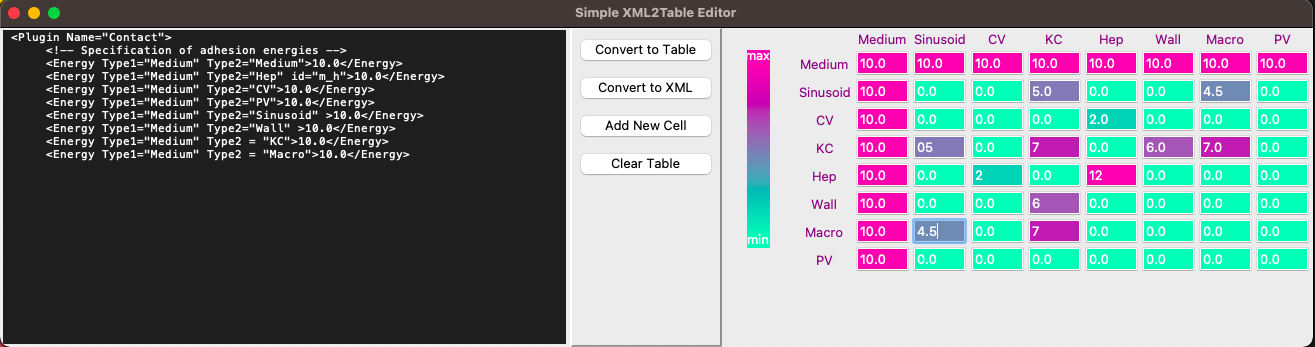 Simple XML2Table Editor
<Plugin Name="Contact">
<!-- Specification of adhesion energies -->
<Energy Type1="Medium" Type2="Medium">10.0</Energy>
<Energy Type1="Medium" Type2="Hep" id="m_h">10.0</Energy>
<Energy Type1="Medium" Type2="CV">10.0</Energy>
<Energy Type1="Medium" Type2="PV">10.0</Energy>
<Energy Type1="Medium" Type2="Sinusoid" >10.0</Energy>
<Energy Type1="Medium" Type2="Wall" >10.0</Energy>
<Energy Type1="Medium" Type2 = "KC">10.0</Energy>
<Energy Type1="Medium" Type2 = "Macro">10.0</Energy>
Convert to Table
Convert to XML
Add New Cell
Clear Table
max
min
Medium Sinusoid CV KC Hep Wall Macro PV
Medium 10.0 10.0 10.0 10.0 10.0 10.0 10.0 10.0
Sinusoid 10.0 0.0 0.0 5.0 0.0 0.0 4.5 0.0
CV 10.0 0.0 0.0 0.0 2.0 0.0 0.0 0.0
KC 10.0 05 0.0 7 0.0 6.0 7.0 0.0
Hep 10.0 0.0 2 0.0 12 0.0 0.0 0.0
Wall 10.0 0.0 0.0 6 0.0 0.0 0.0 0.0
Macro 10.0 4.5 0.0 7 0.0 0.0 0.0 0.0
PV 10.0 0.0 0.0 0.0 0.0 0.0 0.0 0.0